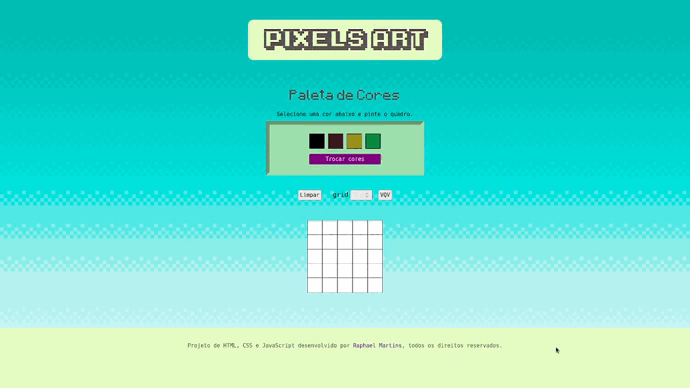 PIXELS ART
Paleta de Cores
Selecione uma cor abaixo e pinte o quadro.
Trocar cores
Limpar grid VQV
Projeto de HTML, CSS e JavaScript desenvolvido por Raphael Martins, todos os direitos reservados.